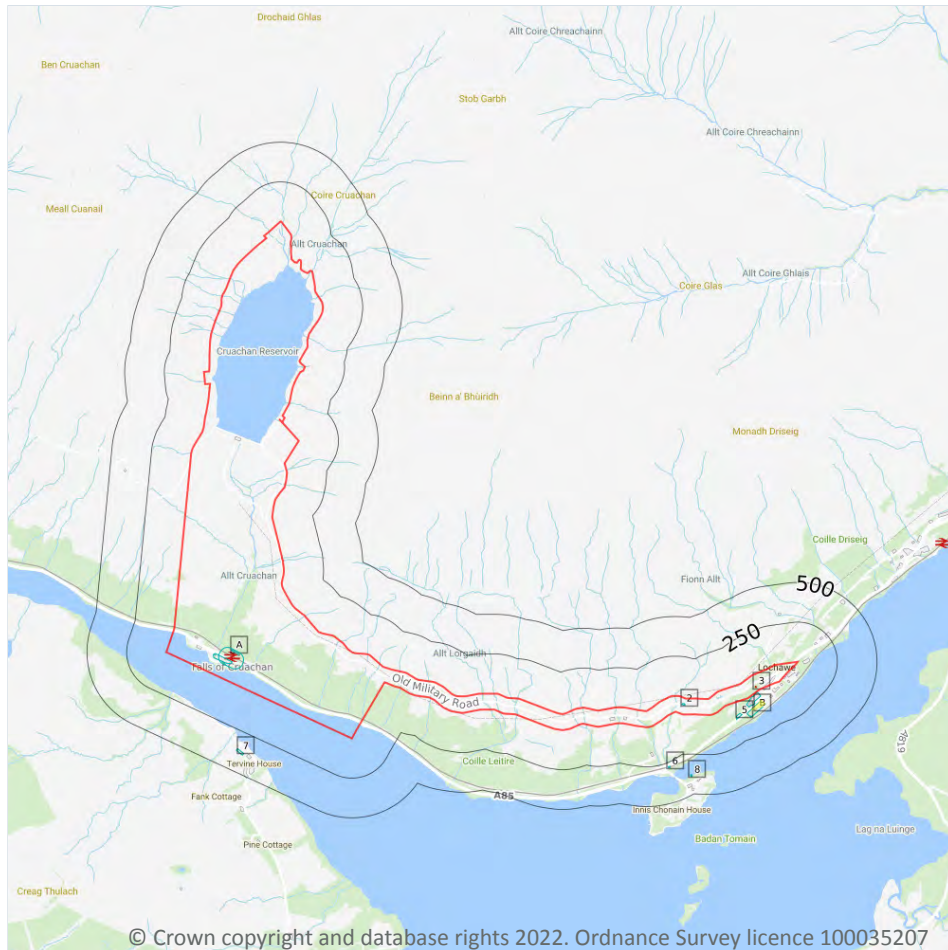 Drochaid Ghlas
Allt Coire Chreachainn
Ben Cruachan
Stob Garbh
Allt Coire Chreachainn
Coire Cruachan
Meall Cuanail
Allt Cruachan
Allt Coire Ghlais
Coire Glas
Cruachan Reservoir
Beinn a' Bhùiridh
Monadh Driseig
Coille Driseig
Allt Cruachan
Fionn Allt
500
250
A
Allt Lorgaidh
Falls of Cruachan
Lochawe
3
Old Military Road
2
5
B
A819
7
Tervine House
Coille Leitire
6
8
Fank Cottage
A85
Innis Chonain House
Lag na Luinge
Pine Cottage
Badan Tomain
Creag Thulach
© Crown copyright and database rights 2022. Ordnance Survey licence 100035207